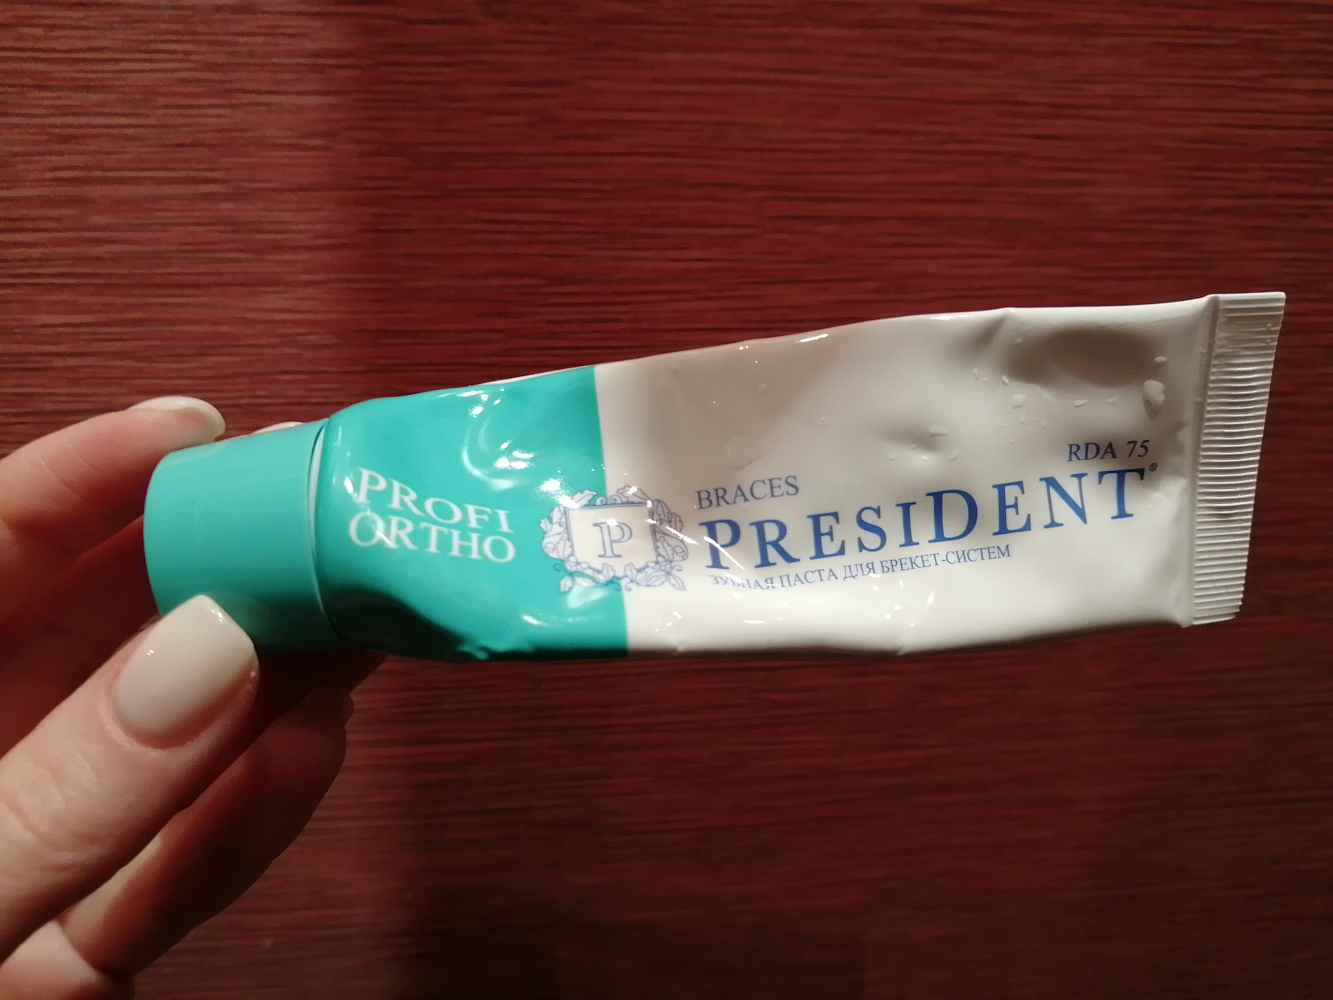 PROFI
ORTHO
P
BRACES
RDA 75
PRESIDENT®
ЗУБНАЯ ПАСТА ДЛЯ БРЕКЕТ-СИСТЕМ